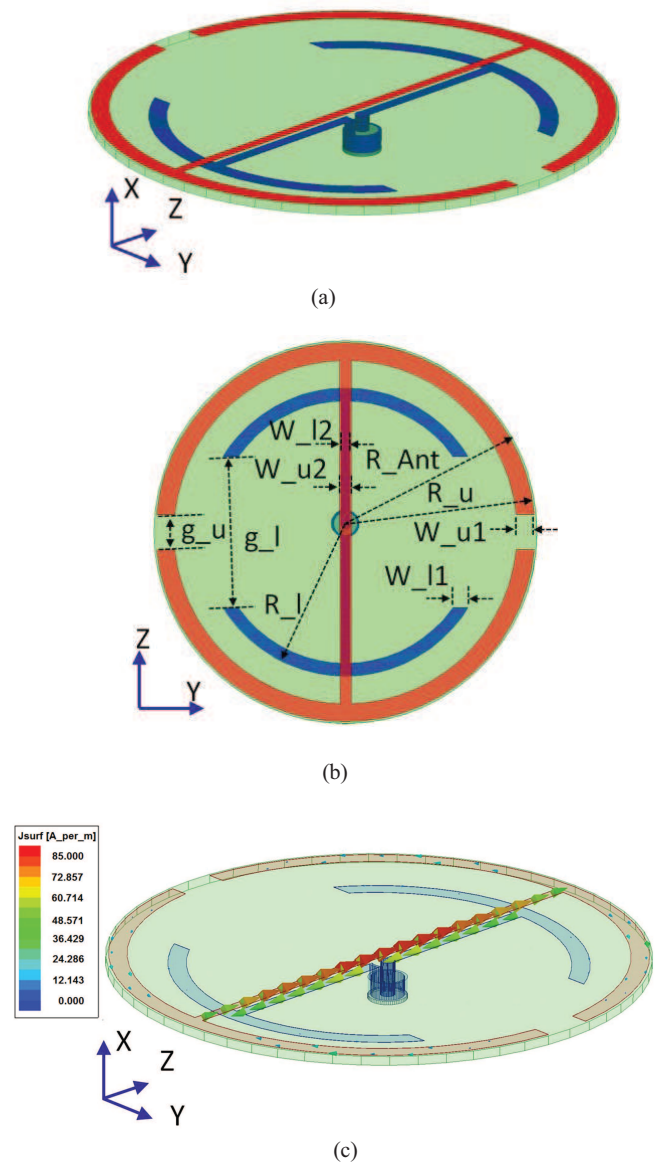 X
Z
Y
(a)
W_l2
R_Ant
W_u2
R_u
g_u
g_l
W_u1
W_l1
R_l
Z
Y
(b)
Jsurf [A_per_m]
85.000
72.857
60.714
48.571
36.429
24.286
12.143
0.000
X
Z
Y
(c)